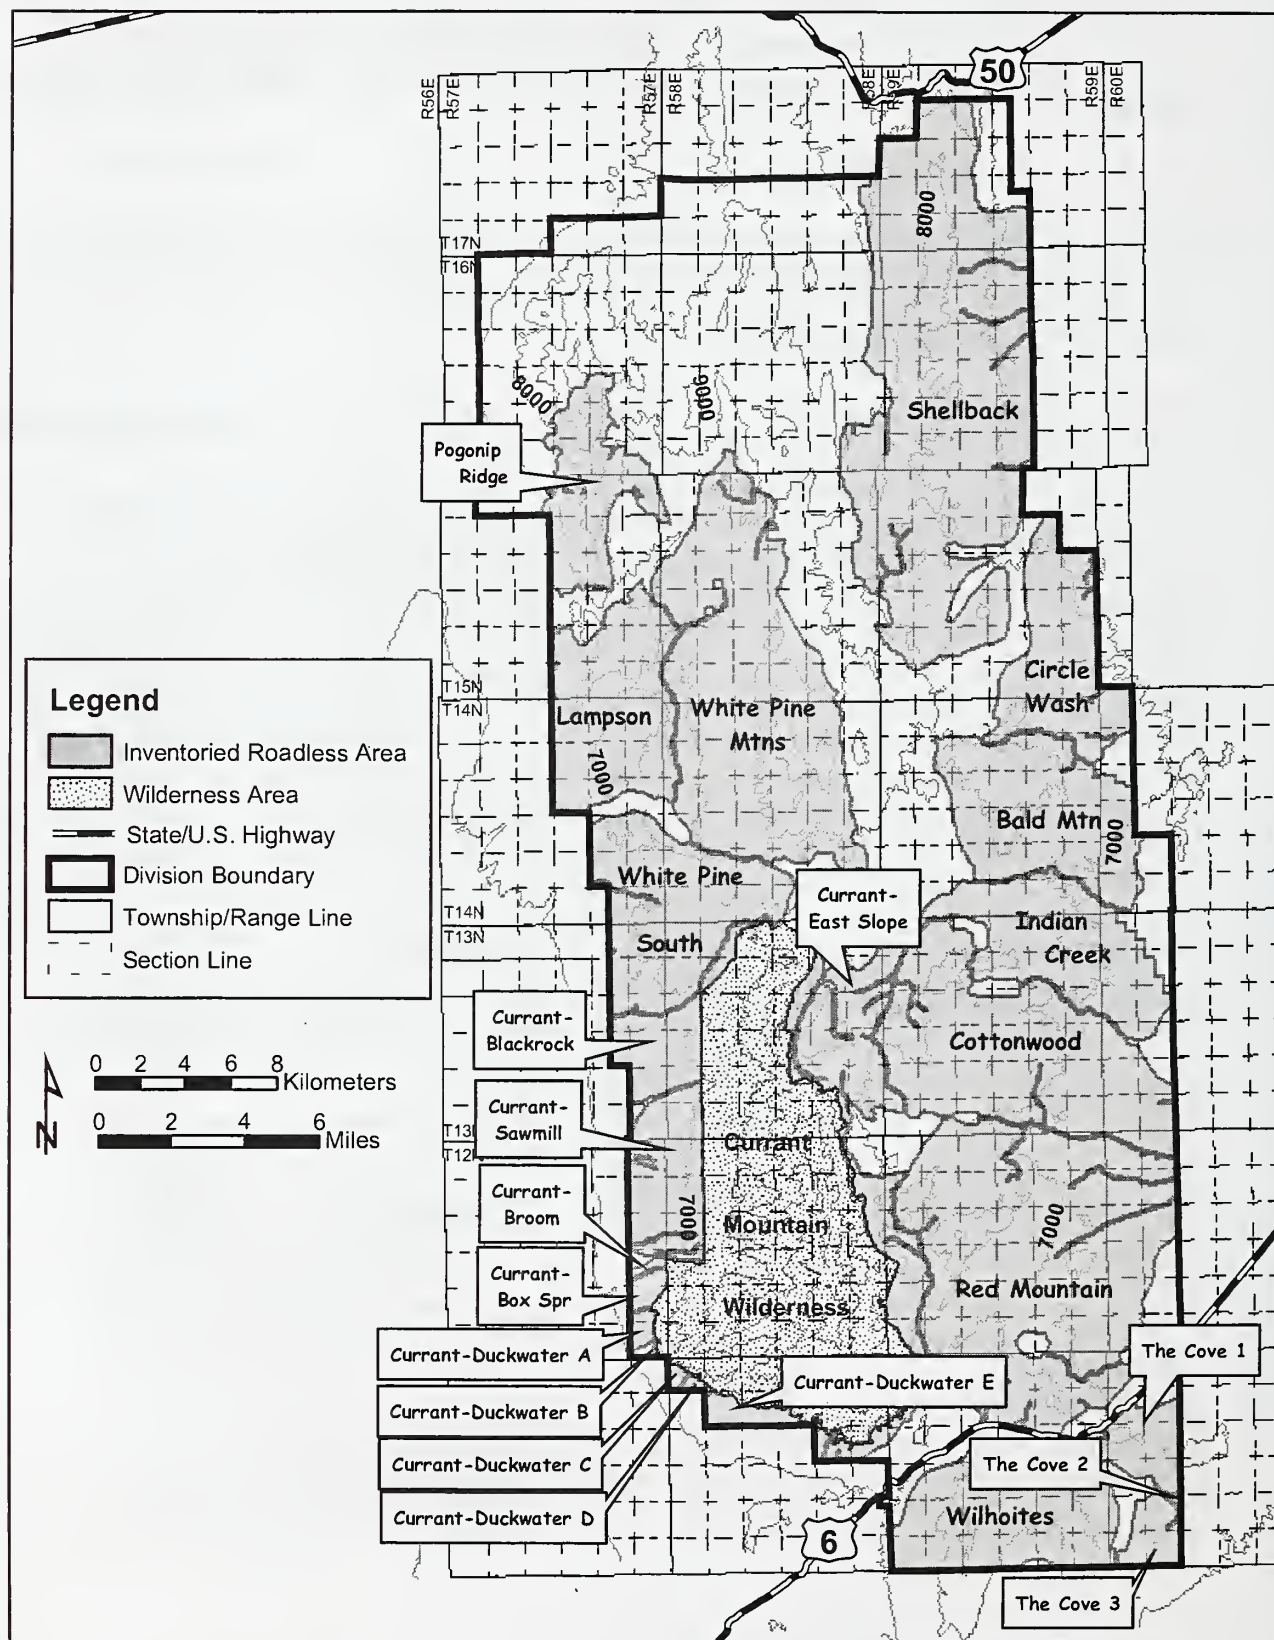 50
R56E
R57E
R57E
R58E
R58E
R59E
R59E
R60E
8000
T17N
T16N
8000
9000
Shellback
Pogonip
Ridge
Circle
Wash
T15N
T14N
Lampson
White Pine
Mtns
7000
Bald Mtn
7000
White Pine
South
Currant-
East Slope
Indian
Creek
T14N
T13N
Legend
Inventoried Roadless Area
Wilderness Area
State/U.S. Highway
Division Boundary
Township/Range Line
Section Line
N
0 2 4 6 8
Kilometers
0 2 4 6
Miles
Currant-
Blackrock
Cottonwood
Currant-
Sawmill
T13
T12
Currant
Mountain
Wilderness
Currant-
Broom
7000
7000
Currant-
Box Spr
Red Mountain
Currant-Duckwater A
The Cove 1
Currant-Duckwater E
Currant-Duckwater B
Currant-Duckwater C
The Cove 2
Currant-Duckwater D
Wilhoites
6
The Cove 3